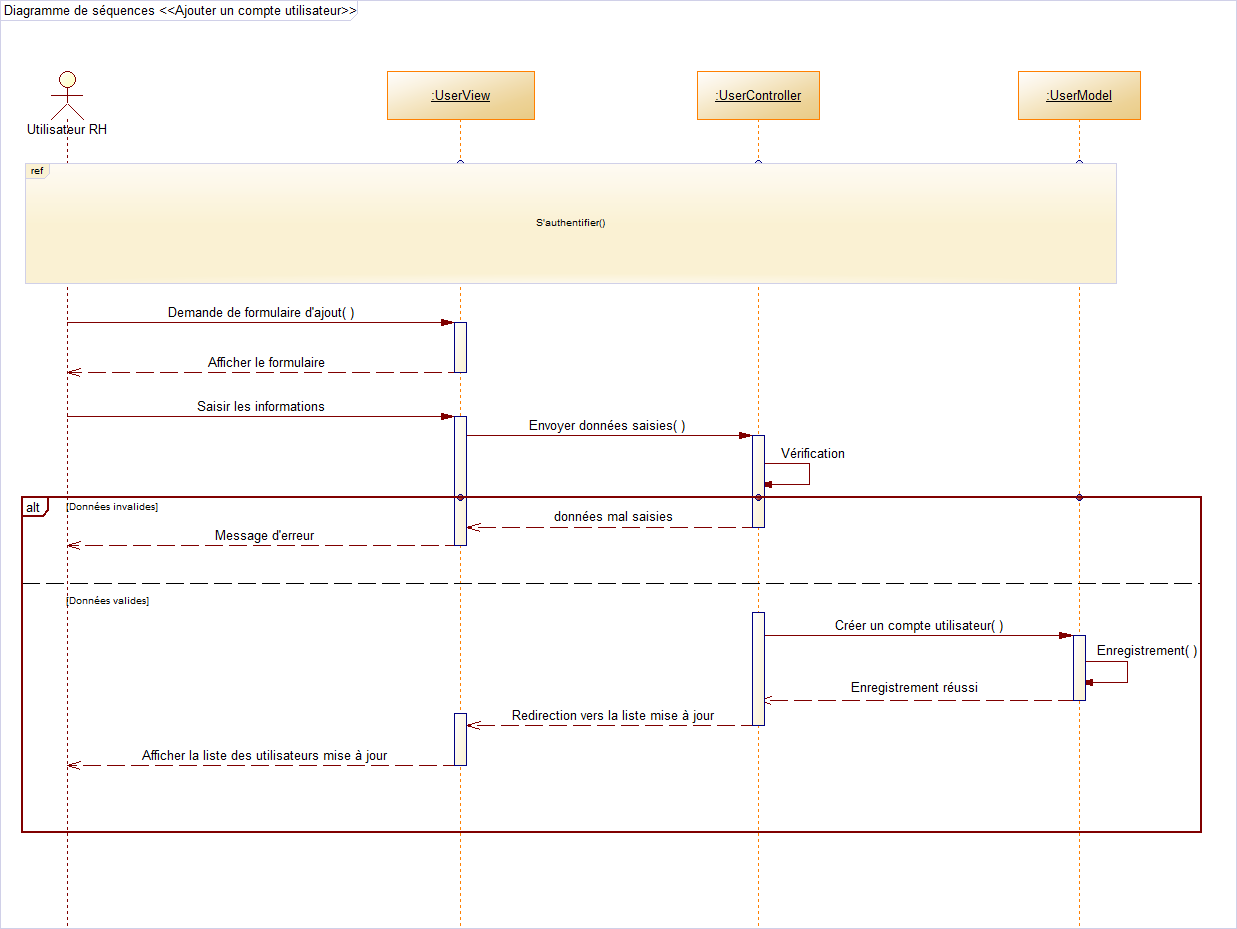 Diagramme de séquences <<Ajouter un compte utilisateur>>
:UserView
:UserController
:UserModel
Utilisateur RH
ref
S'authentifier()
Demande de formulaire d'ajout( )
Afficher le formulaire
Saisir les informations
Envoyer données saisies( )
Vérification
alt
[Données invalides]
données mal saisies
Message d'erreur
[Données valides]
Créer un compte utilisateur( )
Enregistrement( )
Enregistrement réussi
Redirection vers la liste mise à jour
Afficher la liste des utilisateurs mise à jour